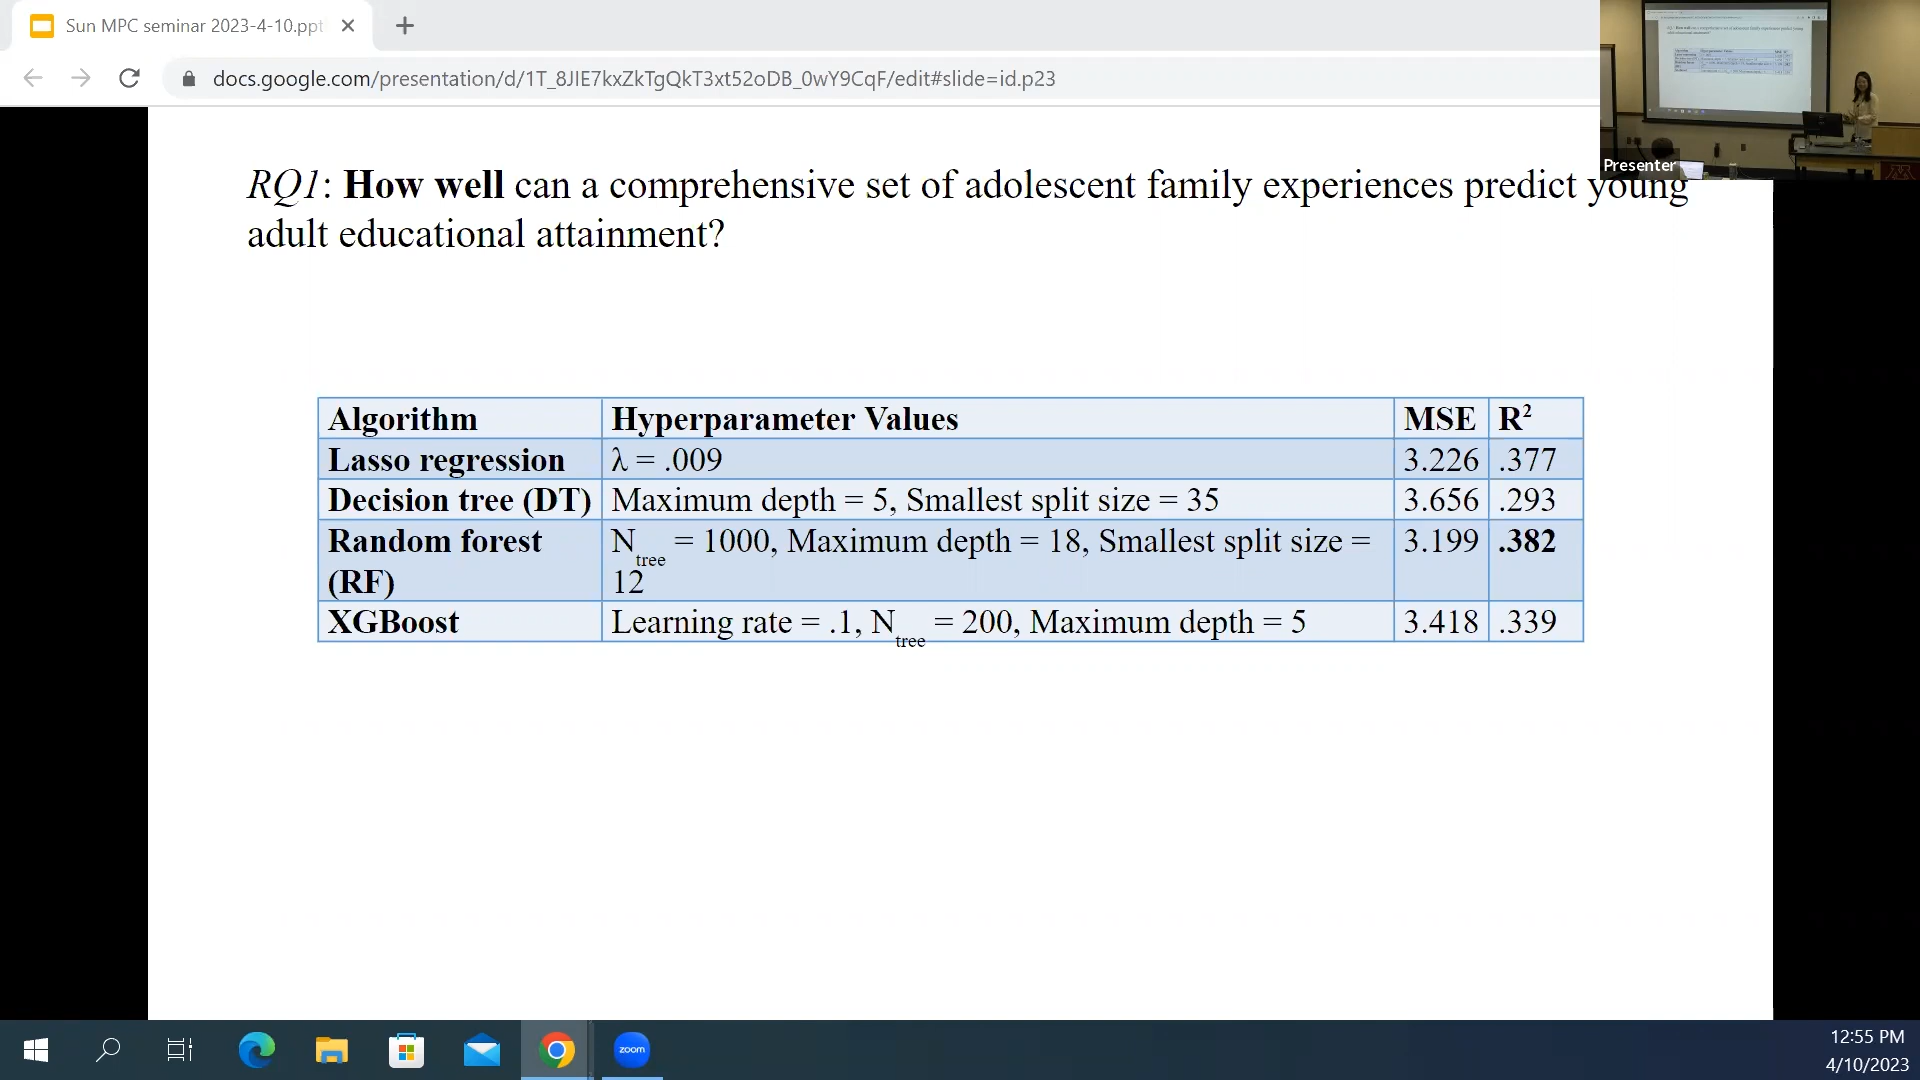 Sun MPC seminar 2023-4-10.ppt
docs.google.com/presentation/d/1T_8JIE7kxZkTgQkT3xt52oDB_0wY9CqF/edit#slide=id.p23
Presenter
RQ1: How well can a comprehensive set of adolescent family experiences predict young
adult educational attainment?
Algorithm Hyperparameter Values MSE R²
Lasso regression λ = .009 3.226 .377
Decision tree (DT) Maximum depth = 5, Smallest split size = 35 3.656 .293
Random forest Ntree = 1000, Maximum depth = 18, Smallest split size = 3.199 .382
(RF) 12
XGBoost Learning rate = .1, Ntree = 200, Maximum depth = 5 3.418 .339
zoom
12:55 PM
4/10/2023